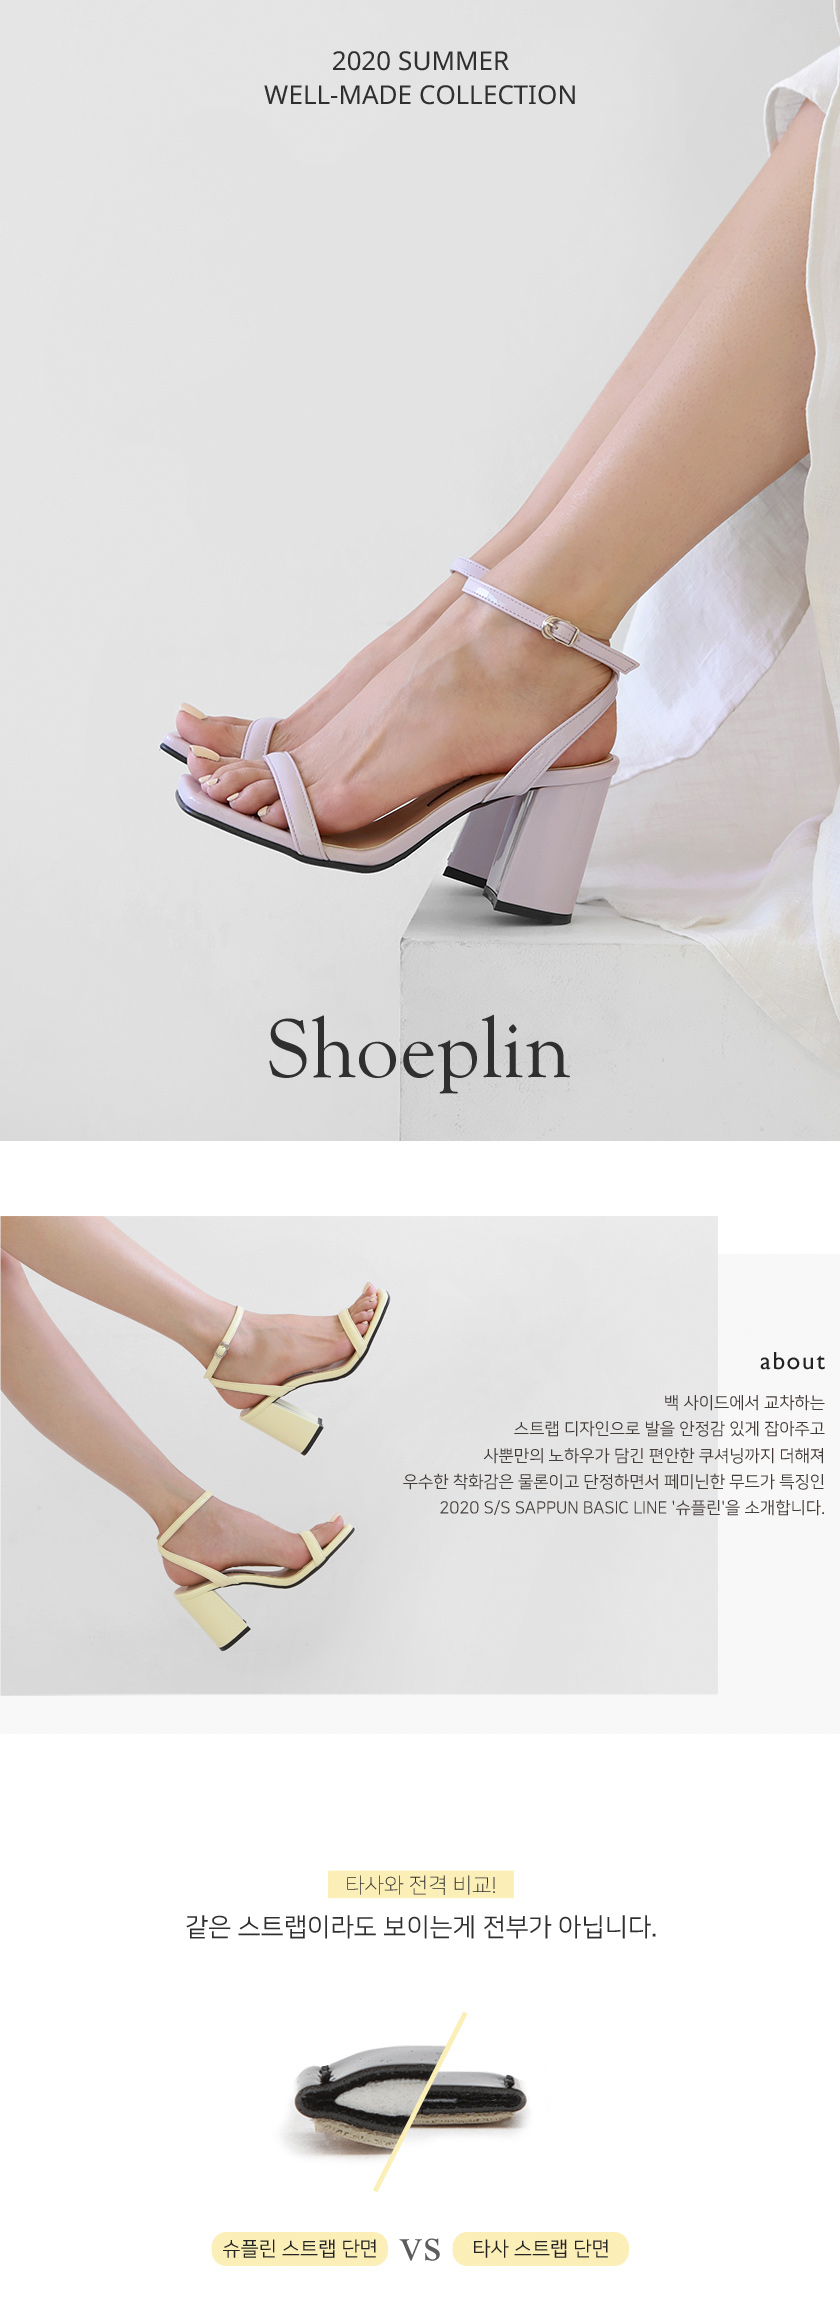 2020 SUMMER
WELL-MADE COLLECTION
Shoeplin
about
백 사이드에서 교차하는
스트랩 디자인으로 발을 안정감 있게 잡아주고
사뿐만의 노하우가 담긴 편안한 쿠셔닝까지 더해져
우수한 착화감은 물론이고 단정하면서 페미닌한 무드가 특징인
2020 S/S SAPPUN BASIC LINE '슈플린'을 소개합니다.
타사와 전격 비교!
같은 스트랩이라도 보이는게 전부가 아닙니다.
슈플린 스트랩 단면 VS 타사 스트랩 단면